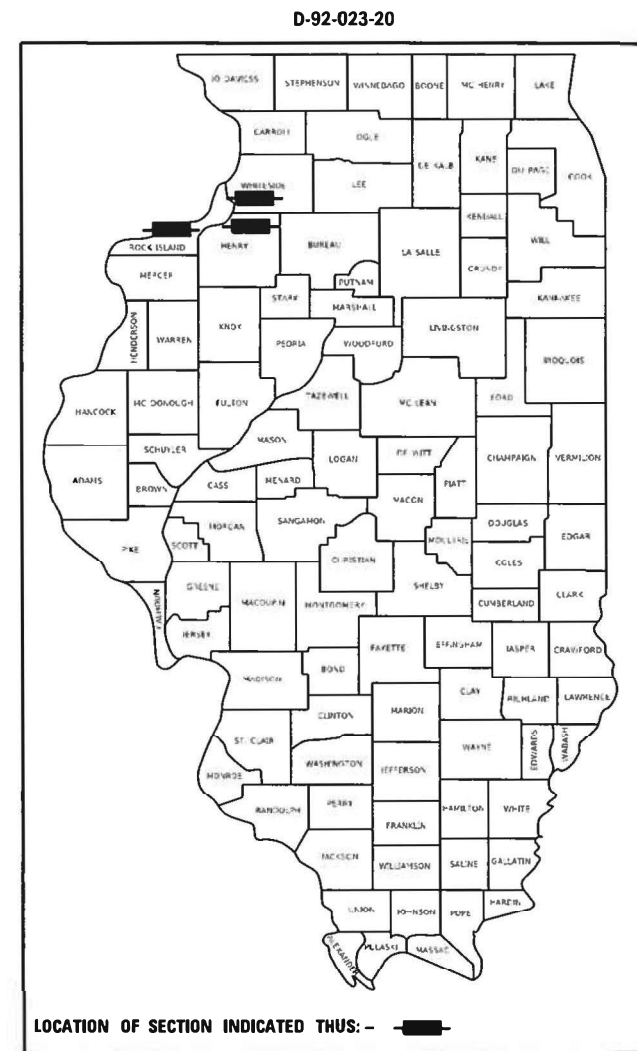 D-92-023-20
JO DAVIESS STEPHENSON WINNEBAGO BOONE MC HENRY LAKE
CARROLL OGLE
DE KALB KANE DU PAGE COOK
WHITESIDE LEE
KENDALL
ROCK ISLAND HENRY BUREAU LA SALLE WILL
GRUNDY
MERCER PUTNAM
STARK MARSHALL KANKAKEE
HENDERSON WARREN KNOX PEORIA WOODFORD LIVINGSTON
IROQUOIS
HANCOCK MC DONOUGH FULTON TAZEWELL MC LEAN FORD
MASON
SCHUYLER LOGAN DE WITT CHAMPAIGN VERMILION
ADAMS BROWN CASS MENARD PIATT
MACON
MORGAN SANGAMON DOUGLAS
PIKE SCOTT MOULTRIE EDGAR
CHRISTIAN COLES
GREENE SHELBY CLARK
CALHOUN MACOUPIN MONTGOMERY CUMBERLAND
JERSEY
FAYETTE EFFINGHAM JASPER CRAWFORD
BOND
MADISON CLAY
RICHLAND LAWRENCE
CLINTON MARION
ST. CLAIR WAYNE EDWARDS WABASH
WASHINGTON JEFFERSON
MONROE
RANDOLPH PERRY HAMILTON WHITE
FRANKLIN
JACKSON WILLIAMSON SALINE GALLATIN
UNION JOHNSON POPE HARDIN
ALEXANDER PULASKI MASSAC
LOCATION OF SECTION INDICATED THUS: –